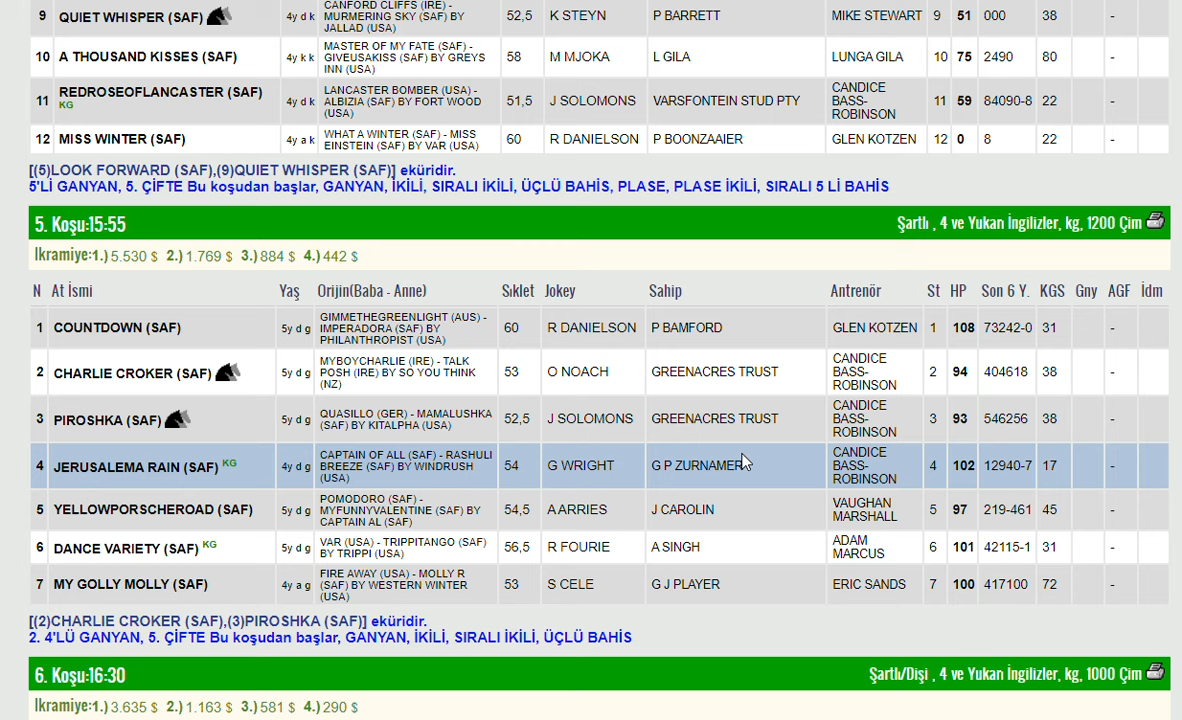 9 QUIET WHISPER (SAF) 4y d k CANFORD CLIFFS (IRE) - MURMERING SKY (SAF) BY JALLAD (USA) 52,5 K STEYN P BARRETT MIKE STEWART 9 51 000 38 -
10 A THOUSAND KISSES (SAF) 4y k k MASTER OF MY FATE (SAF) - GIVEUSAKISS (SAF) BY GREYS INN (USA) 58 M MJOKA L GILA LUNGA GILA 10 75 2490 80 -
11 REDROSEOFLANCASTER (SAF) KG 4y d k LANCASTER BOMBER (USA) - ALBIZIA (SAF) BY FORT WOOD (USA) 51,5 J SOLOMONS VARSFONTEIN STUD PTY CANDICE BASS-ROBINSON 11 59 84090-8 22 -
12 MISS WINTER (SAF) 4y a k WHAT A WINTER (SAF) - MISS EINSTEIN (SAF) BY VAR (USA) 60 R DANIELSON P BOONZAAIER GLEN KOTZEN 12 0 8 22 -
[(5)LOOK FORWARD (SAF),(9)QUIET WHISPER (SAF)] eküridir.
5'Lİ GANYAN, 5. ÇİFTE Bu koşudan başlar, GANYAN, İKİLİ, SIRALI İKİLİ, ÜÇLÜ BAHİS, PLASE, PLASE İKİLİ, SIRALI 5 Lİ BAHİS
5. Koşu:15:55 Şartlı , 4 ve Yukarı İngilizler, kg, 1200 Çim
İkramiye:1.) 5.530 $ 2.) 1.769 $ 3.) 884 $ 4.) 442 $
N At İsmi Yaş Orijin(Baba - Anne) Sıklet Jokey Sahip Antrenör St HP Son 6 Y. KGS Gny AGF İdm
1 COUNTDOWN (SAF) 5y d g GIMMETHEGREENLIGHT (AUS) - IMPERADORA (SAF) BY PHILANTHROPIST (USA) 60 R DANIELSON P BAMFORD GLEN KOTZEN 1 108 73242-0 31 -
2 CHARLIE CROKER (SAF) 5y d g MYBOYCHARLIE (IRE) - TALK POSH (IRE) BY SO YOU THINK (NZ) 53 O NOACH GREENACRES TRUST CANDICE BASS-ROBINSON 2 94 404618 38 -
3 PIROSHKA (SAF) 5y d g QUASILLO (GER) - MAMALUSHKA (SAF) BY KITALPHA (USA) 52,5 J SOLOMONS GREENACRES TRUST CANDICE BASS-ROBINSON 3 93 546256 38 -
4 JERUSALEMA RAIN (SAF) KG 4y d g CAPTAIN OF ALL (SAF) - RASHULI BREEZE (SAF) BY WINDRUSH (USA) 54 G WRIGHT G P ZURNAMER CANDICE BASS-ROBINSON 4 102 12940-7 17 -
5 YELLOWPORSCHEROAD (SAF) 5y d g POMODORO (SAF) - MYFUNNYVALENTINE (SAF) BY CAPTAIN AL (SAF) 54,5 A ARRIES J CAROLIN VAUGHAN MARSHALL 5 97 219-461 45 -
6 DANCE VARIETY (SAF) KG 5y d g VAR (USA) - TRIPPITANGO (SAF) BY TRIPPI (USA) 56,5 R FOURIE A SINGH ADAM MARCUS 6 101 42115-1 31 -
7 MY GOLLY MOLLY (SAF) 4y a g FIRE AWAY (USA) - MOLLY R (SAF) BY WESTERN WINTER (USA) 53 S CELE G J PLAYER ERIC SANDS 7 100 417100 72 -
[(2)CHARLIE CROKER (SAF),(3)PIROSHKA (SAF)] eküridir.
2. 4'LÜ GANYAN, 5. ÇİFTE Bu koşudan başlar, GANYAN, İKİLİ, SIRALI İKİLİ, ÜÇLÜ BAHİS
6. Koşu:16:30 Şartlı/Dişi , 4 ve Yukarı İngilizler, kg, 1000 Çim
İkramiye:1.) 3.635 $ 2.) 1.163 $ 3.) 581 $ 4.) 290 $